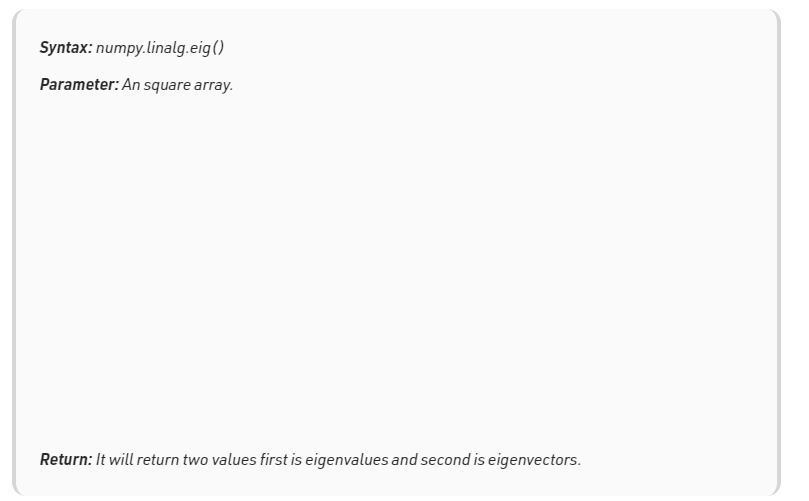 Syntax: numpy.linalg.eig()
Parameter: An square array.
Return: It will return two values first is eigenvalues and second is eigenvectors.